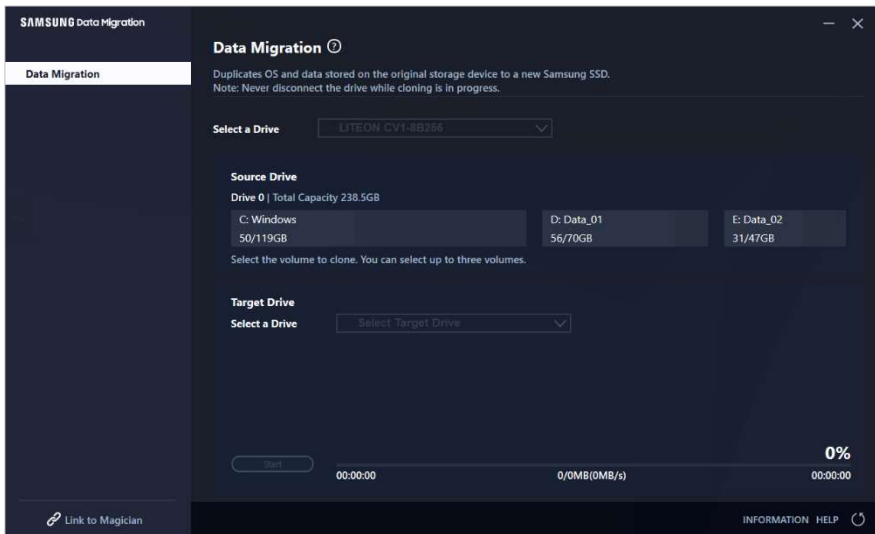 SAMSUNG Data Migration
Data Migration
Data Migration ?
Duplicates OS and data stored on the original storage device to a new Samsung SSD.
Note: Never disconnect the drive while cloning is in progress.
Select a Drive
LITEON CV1-8B256
Source Drive
Drive 0 | Total Capacity 238.5GB
C: Windows
50/119GB
D: Data_01
56/70GB
E: Data_02
31/47GB
Select the volume to clone. You can select up to three volumes.
Target Drive
Select a Drive
Select Target Drive
0%
Start
00:00:00
0/0MB(0MB/s)
00:00:00
Link to Magician
INFORMATION HELP